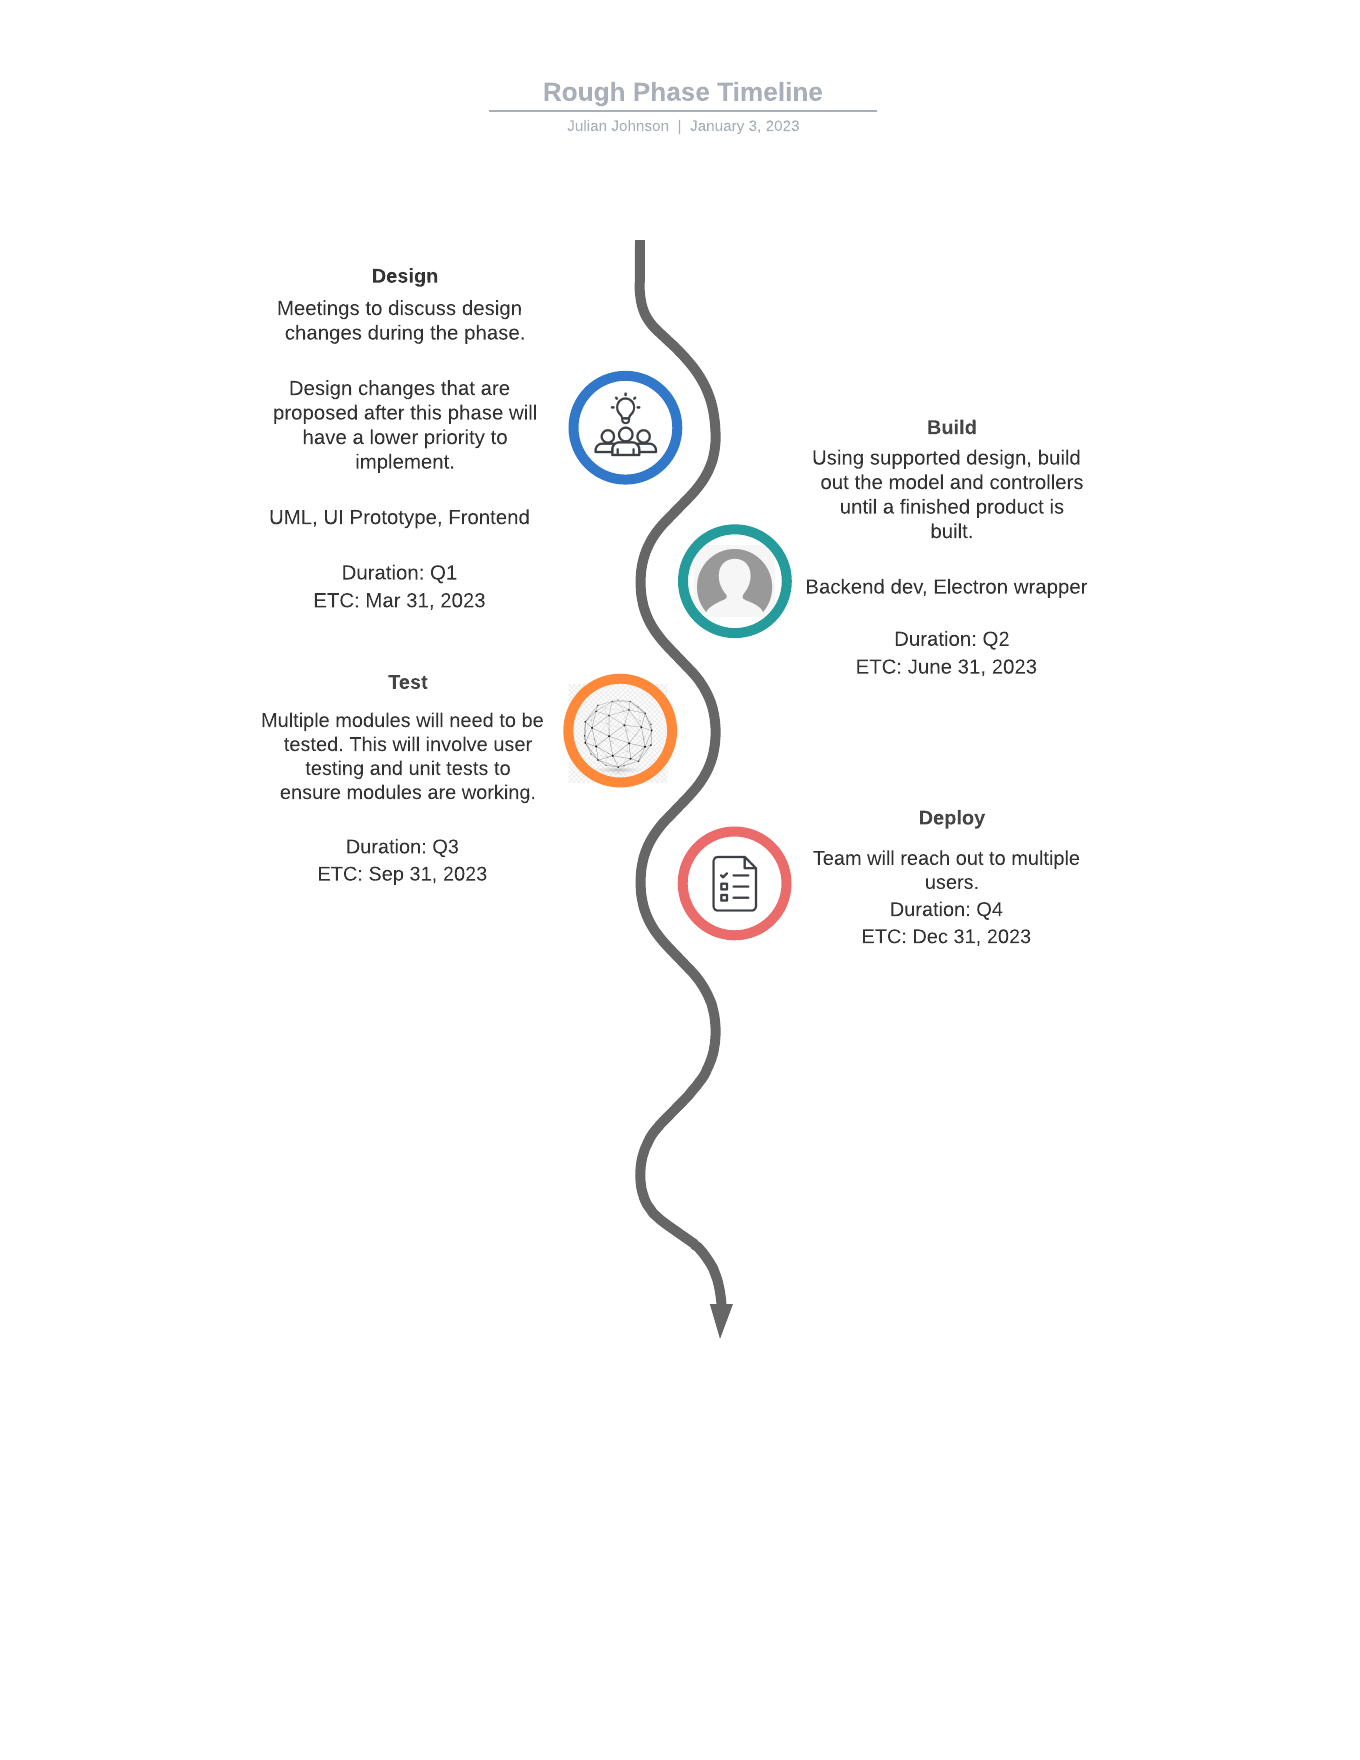 Rough Phase Timeline
Julian Johnson | January 3, 2023
Design
Meetings to discuss design
changes during the phase.
Design changes that are
proposed after this phase will
have a lower priority to
implement.
UML, UI Prototype, Frontend
Duration: Q1
ETC: Mar 31, 2023
Build
Using supported design, build
out the model and controllers
until a finished product is
built.
Backend dev, Electron wrapper
Duration: Q2
ETC: June 31, 2023
Test
Multiple modules will need to be
tested. This will involve user
testing and unit tests to
ensure modules are working.
Duration: Q3
ETC: Sep 31, 2023
Deploy
Team will reach out to multiple
users.
Duration: Q4
ETC: Dec 31, 2023